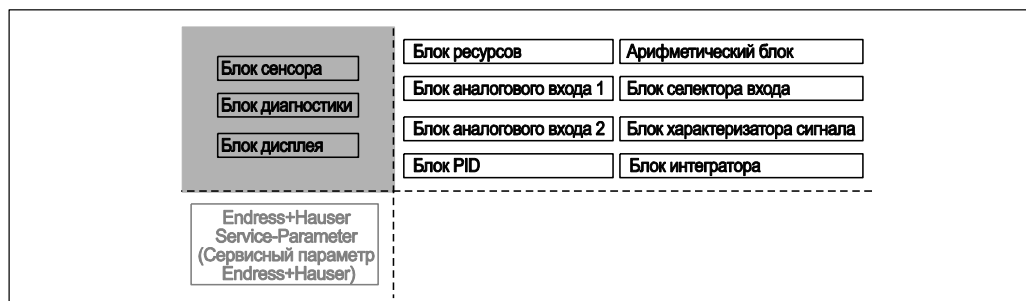 Блок сенсора
Блок диагностики
Блок дисплея
Блок ресурсов
Арифметический блок
Блок аналогового входа 1
Блок селектора входа
Блок аналогового входа 2
Блок характеризатора сигнала
Блок PID
Блок интегратора
Endress+Hauser
Service-Parameter
(Сервисный параметр
Endress+Hauser)